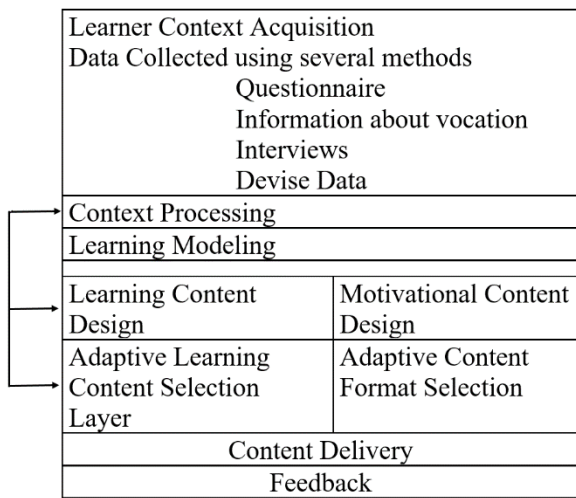 Learner Context Acquisition
Data Collected using several methods
Questionnaire
Information about vocation
Interviews
Devise Data
Context Processing
Learning Modeling
Learning Content
Design
Motivational Content
Design
Adaptive Learning
Content Selection
Layer
Adaptive Content
Format Selection
Content Delivery
Feedback